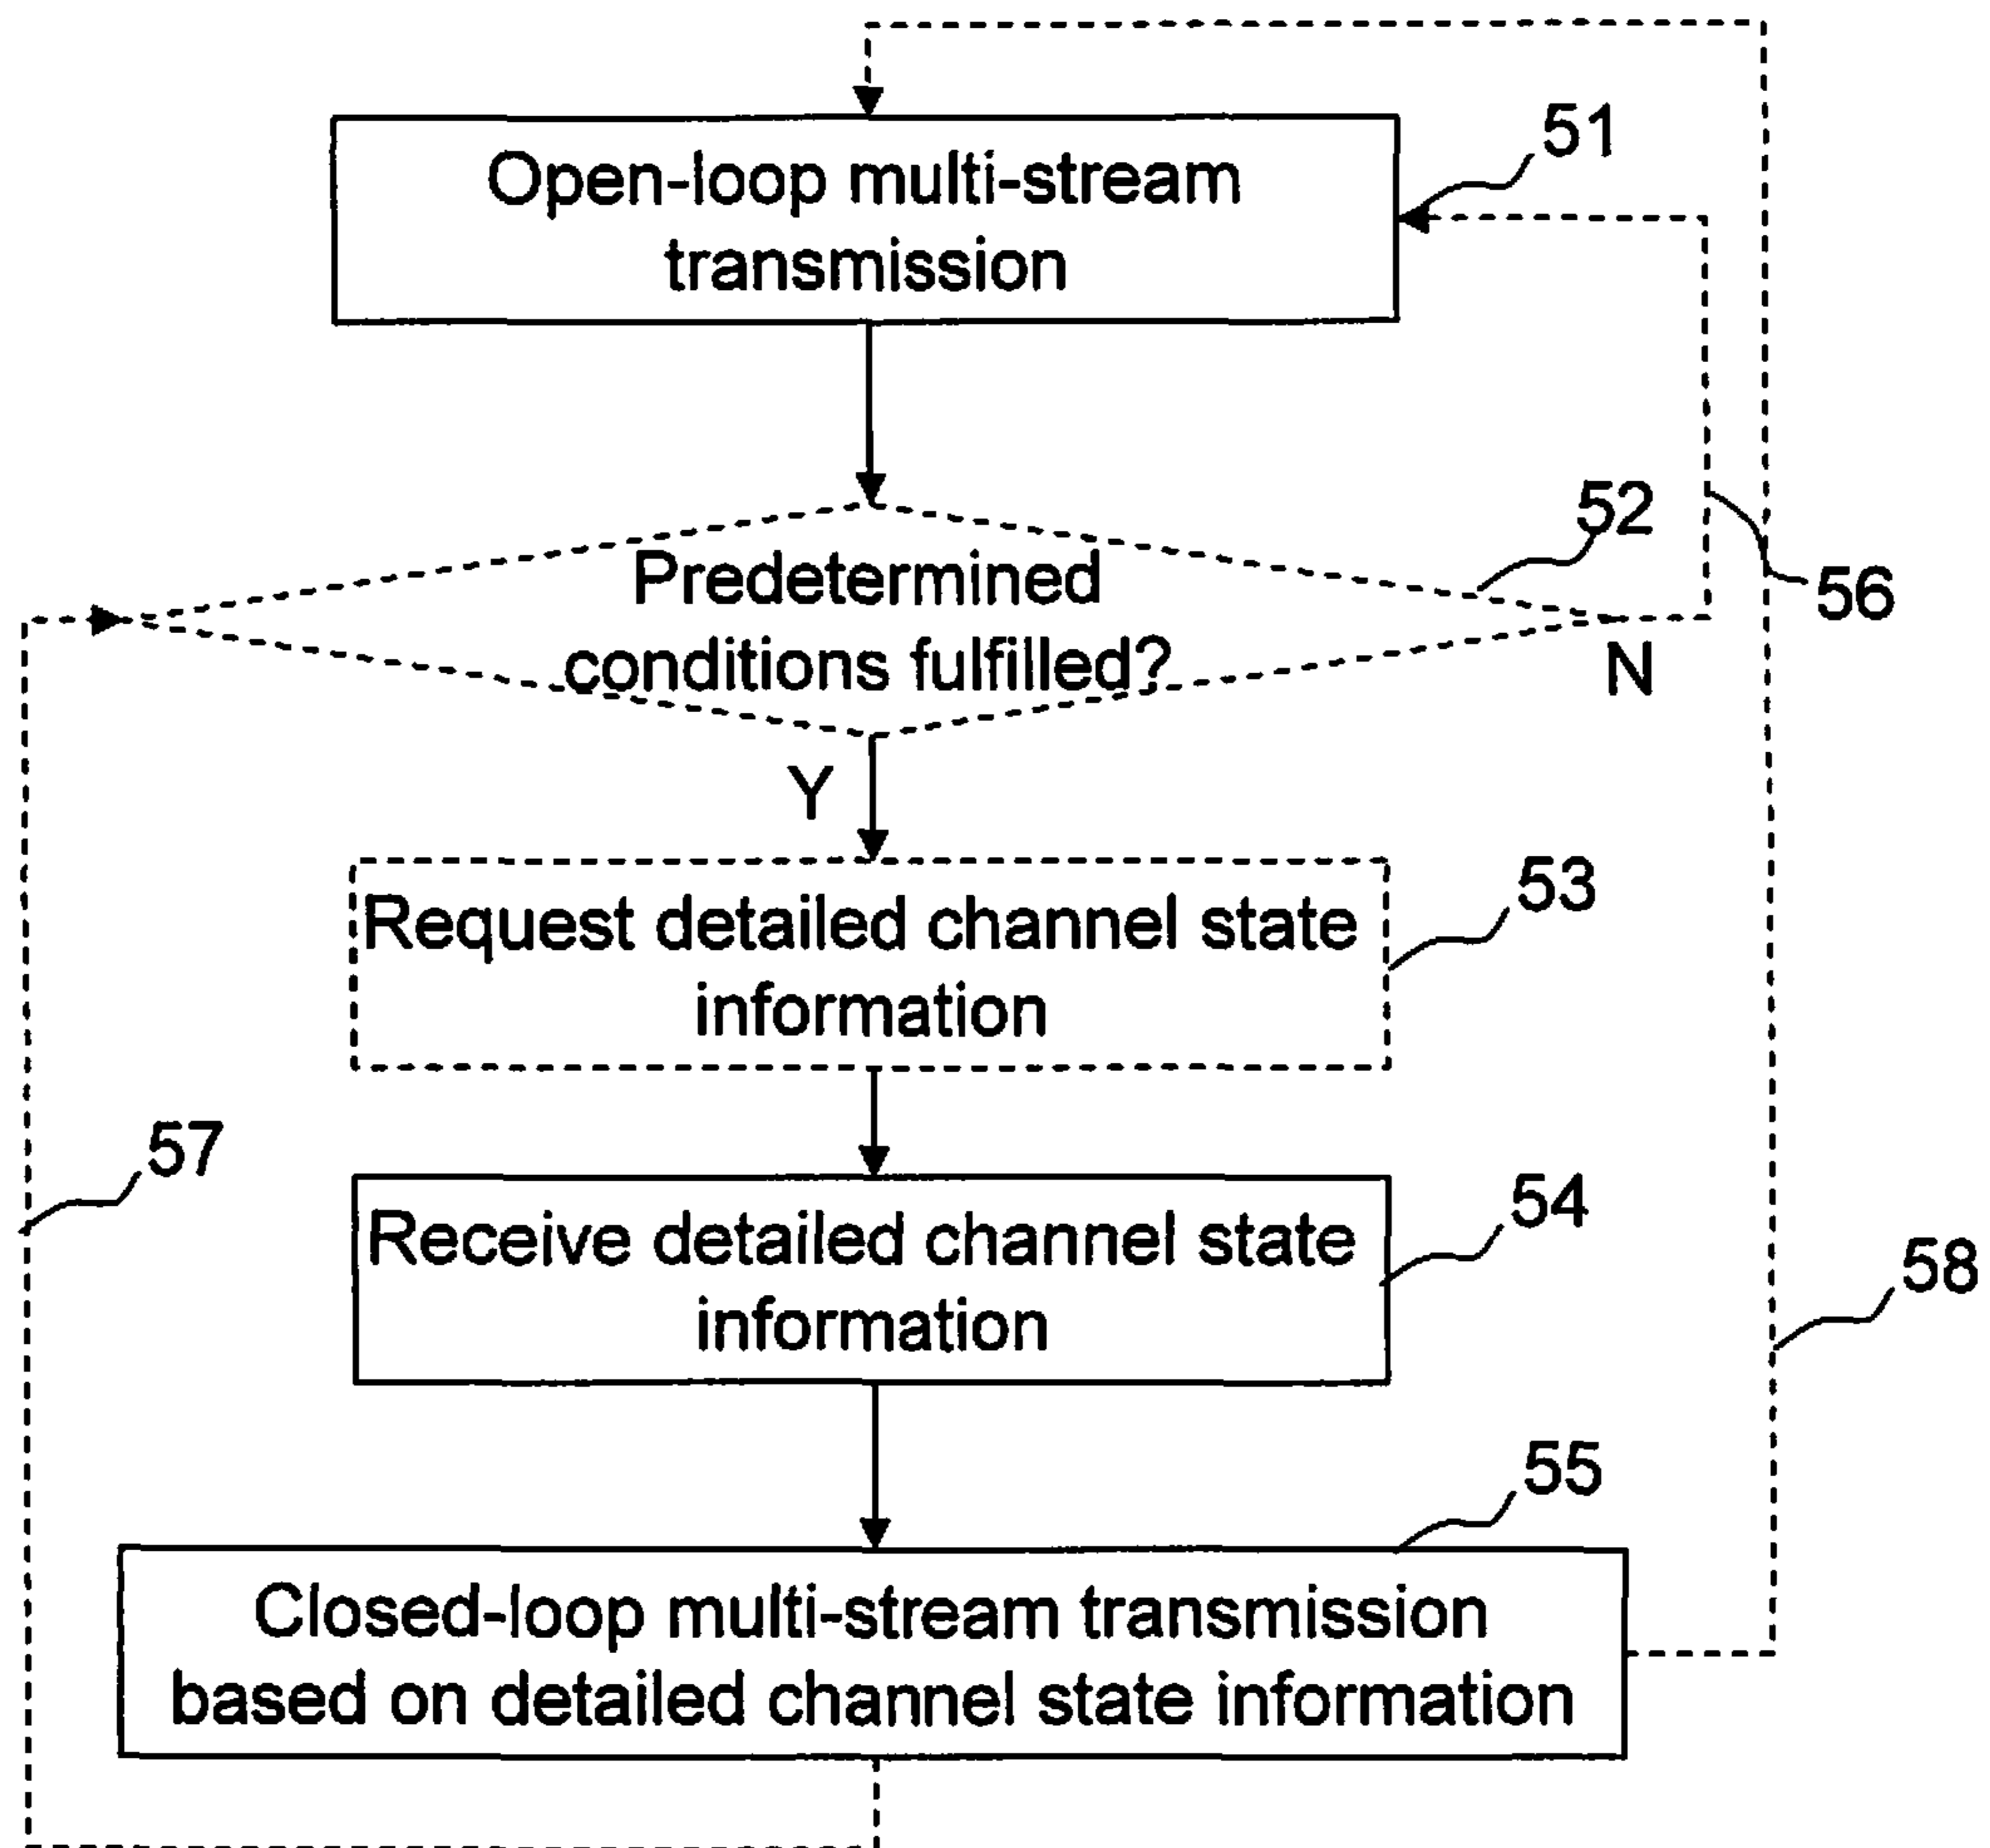 51
Open-loop multi-stream
transmission
52
Predetermined
conditions fulfilled?
56
N
Y
53
Request detailed channel state
information
57
54
Receive detailed channel state
information
58
55
Closed-loop multi-stream transmission
based on detailed channel state information